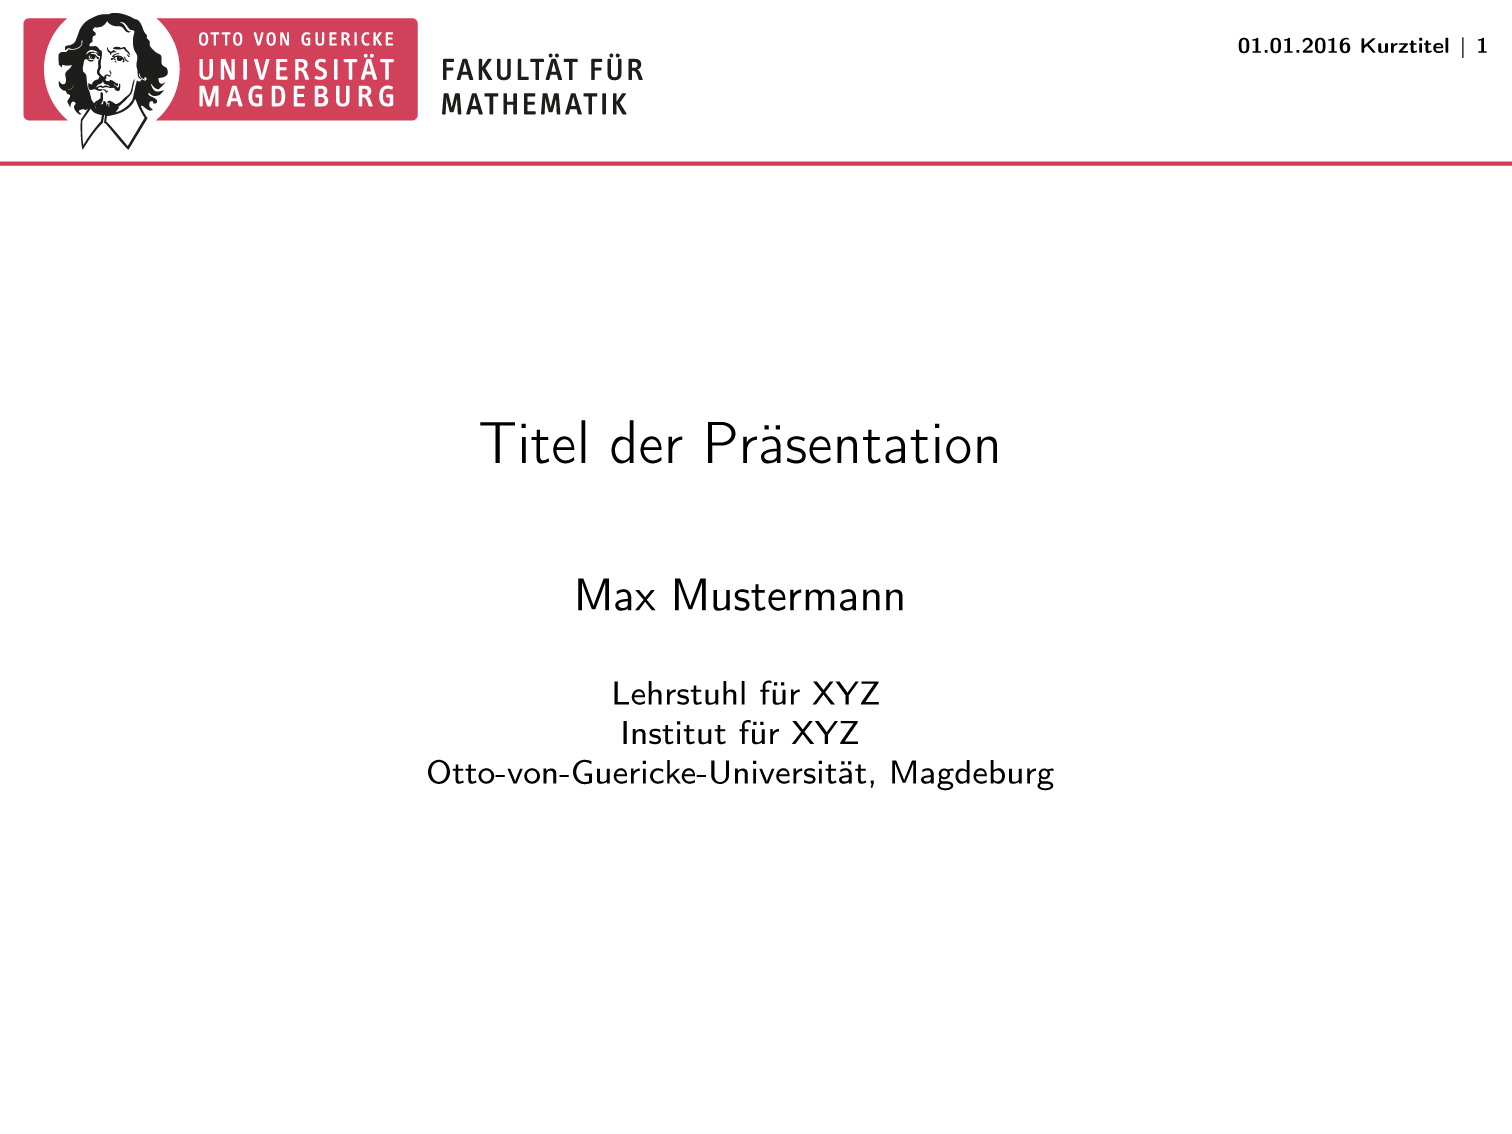 OTTO VON GUERICKE
UNIVERSITÄT
MAGDEBURG
FAKULTÄT FÜR
MATHEMATIK
01.01.2016 Kurztitel | 1
Titel der Präsentation
Max Mustermann
Lehrstuhl für XYZ
Institut für XYZ
Otto-von-Guericke-Universität, Magdeburg